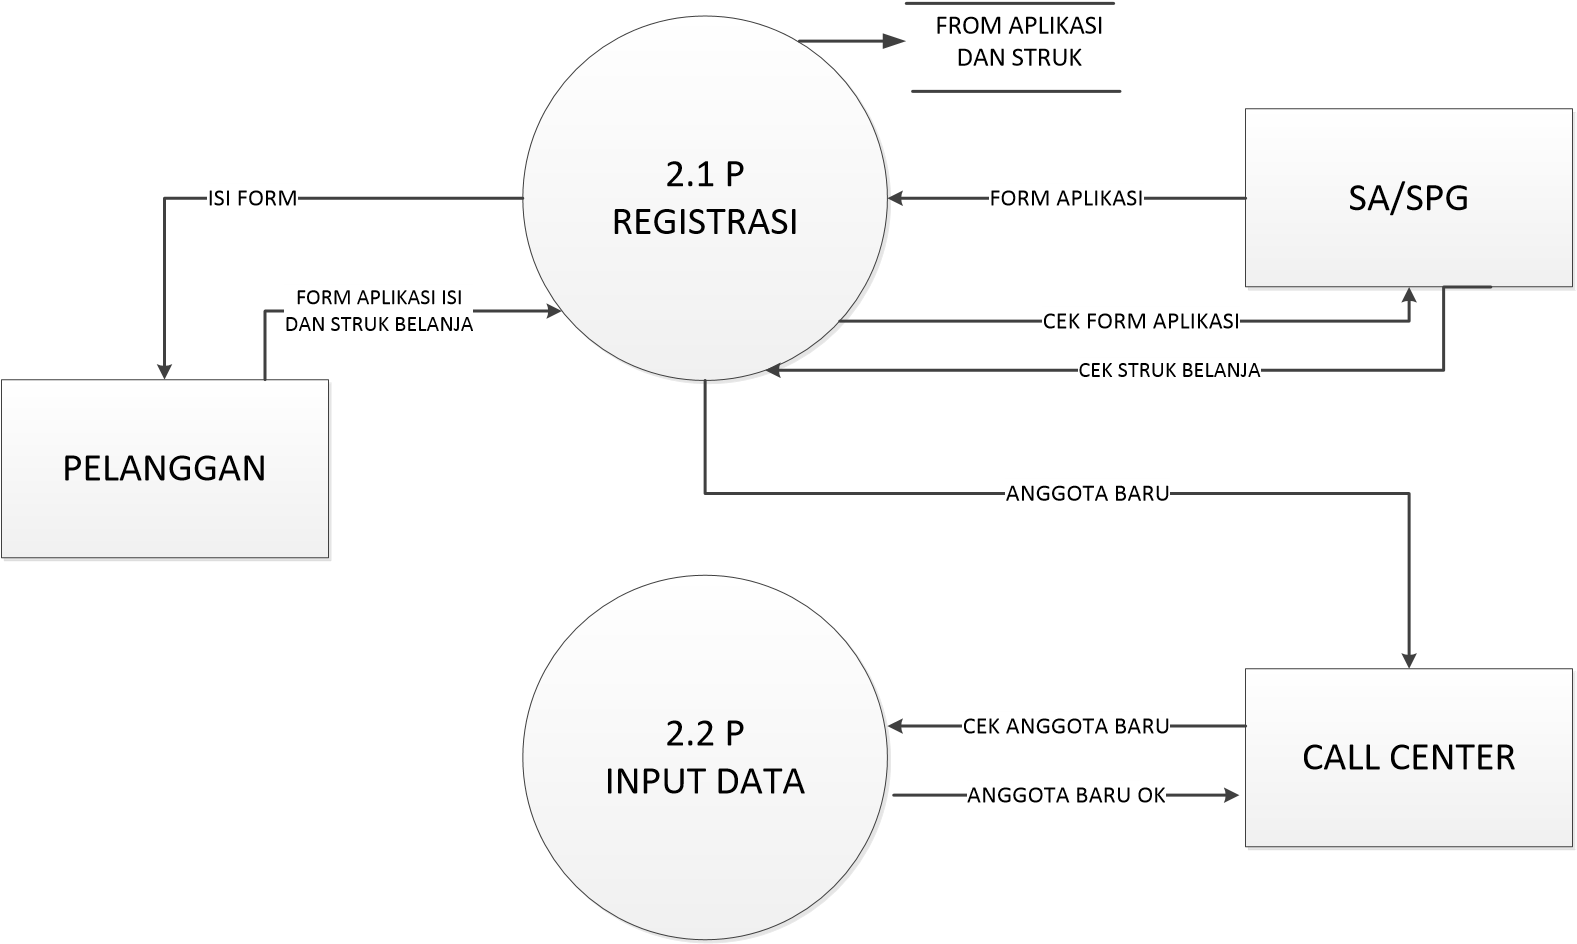 FROM APLIKASI
DAN STRUK
2.1 P
REGISTRASI
ISI FORM
FORM APLIKASI
SA/SPG
FORM APLIKASI ISI
DAN STRUK BELANJA
CEK FORM APLIKASI
CEK STRUK BELANJA
PELANGGAN
ANGGOTA BARU
2.2 P
INPUT DATA
CEK ANGGOTA BARU
CALL CENTER
ANGGOTA BARU OK